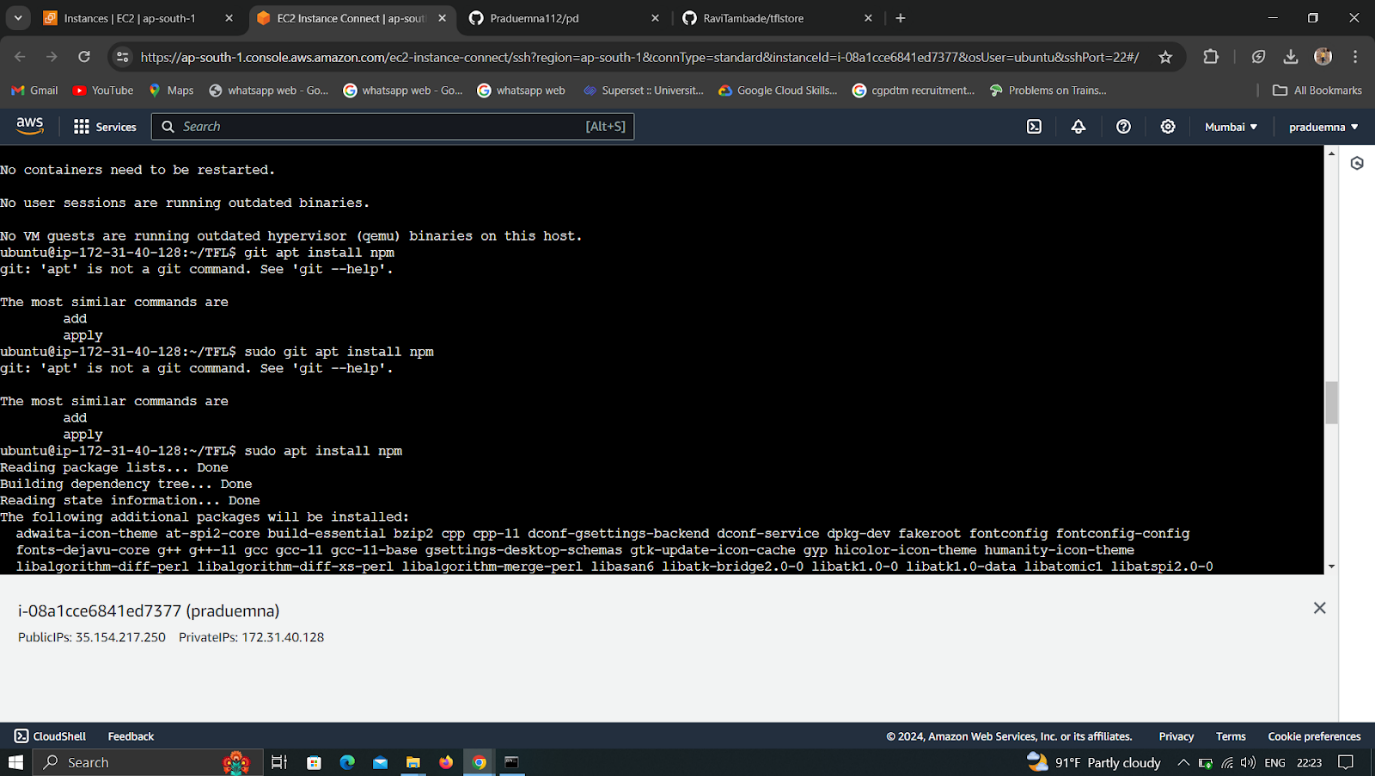 Instances | EC2 | ap-south-1
EC2 Instance Connect | ap-sout
Praduemna112/pd
RaviTambade/tflstore
https://ap-south-1.console.aws.amazon.com/ec2-instance-connect/ssh?region=ap-south-1&connType=standard&instanceId=i-08a1cce6841ed7377&osUser=ubuntu&sshPort=22#/
Gmail
YouTube
Maps
whatsapp web - Go...
whatsapp web - Go...
whatsapp web
Superset :: Universit...
Google Cloud Skills...
cgpdtm recruitment...
Problems on Trains...
All Bookmarks
aws
Services
Search
[Alt+S]
Mumbai
praduemna
No containers need to be restarted.
No user sessions are running outdated binaries.
No VM guests are running outdated hypervisor (qemu) binaries on this host.
ubuntu@ip-172-31-40-128:~/TFL$ git apt install npm
git: 'apt' is not a git command. See 'git --help'.
The most similar commands are
add
apply
ubuntu@ip-172-31-40-128:~/TFL$ sudo git apt install npm
git: 'apt' is not a git command. See 'git --help'.
The most similar commands are
add
apply
ubuntu@ip-172-31-40-128:~/TFL$ sudo apt install npm
Reading package lists... Done
Building dependency tree... Done
Reading state information... Done
The following additional packages will be installed:
adwaita-icon-theme at-spi2-core build-essential bzip2 cpp cpp-11 dconf-gsettings-backend dconf-service dpkg-dev fakeroot fontconfig fontconfig-config
fonts-dejavu-core g++ g++-11 gcc gcc-11 gcc-11-base gsettings-desktop-schemas gtk-update-icon-cache gyp hicolor-icon-theme humanity-icon-theme
libalgorithm-diff-perl libalgorithm-diff-xs-perl libalgorithm-merge-perl libasan6 libatk-bridge2.0-0 libatk1.0-0 libatk1.0-data libatomic1 libatspi2.0-0
i-08a1cce6841ed7377 (praduemna)
PublicIPs: 35.154.217.250 PrivateIPs: 172.31.40.128
CloudShell
Feedback
© 2024, Amazon Web Services, Inc. or its affiliates.
Privacy
Terms
Cookie preferences
Search
91°F Partly cloudy
ENG
22:23